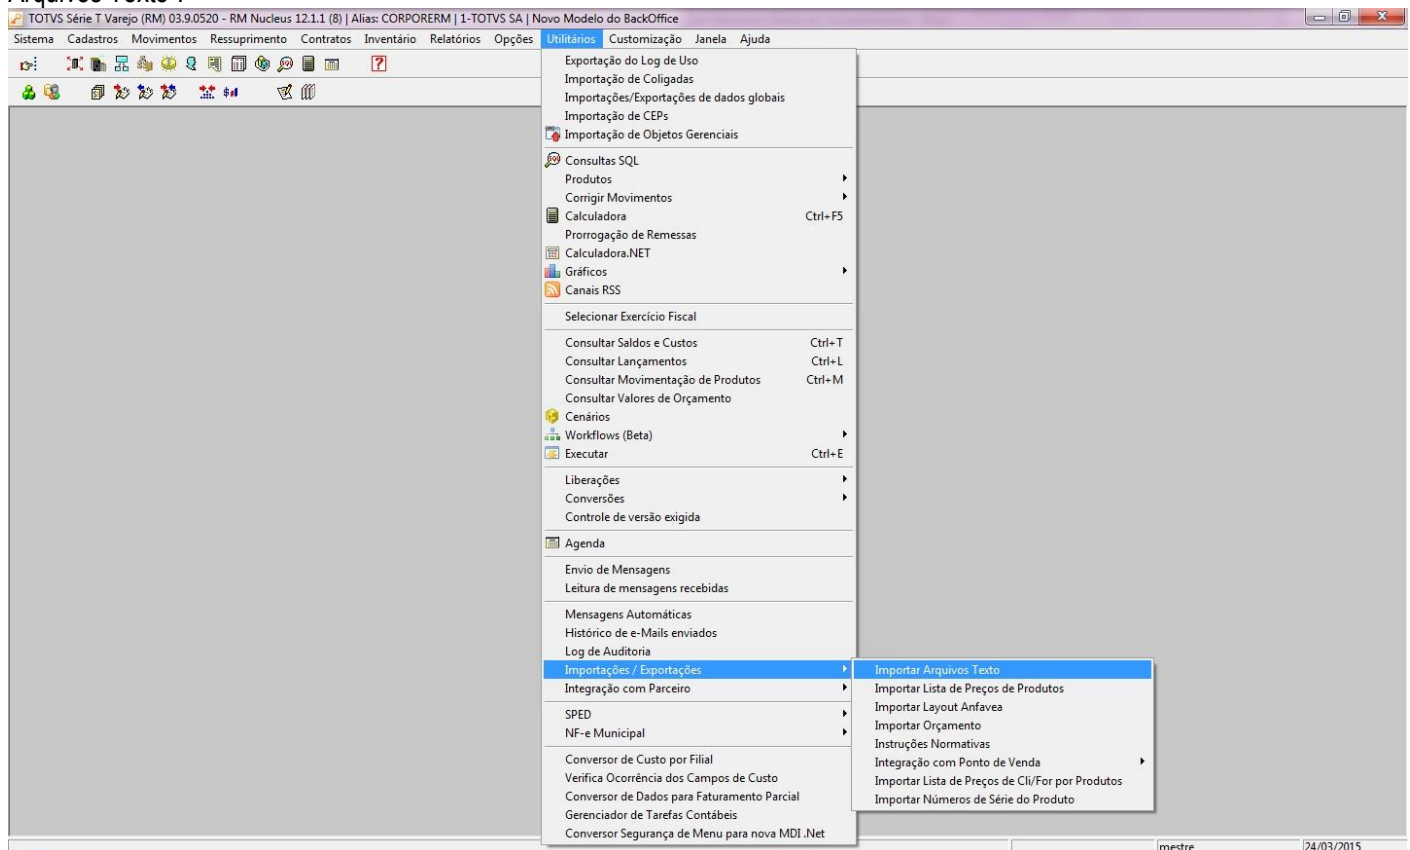 Arquivos Texto".
TOTVS Série T Varejo (RM) 03.9.0520 - RM Nucleus 12.1.1 (8) | Alias: CORPORERM | 1-TOTVS SA | Novo Modelo do BackOffice
Sistema Cadastros Movimentos Ressuprimento Contratos Inventário Relatórios Opções Utilitários Customização Janela Ajuda
Exportação do Log de Uso
Importação de Coligadas
Importações/Exportações de dados globais
Importação de CEPs
Importação de Objetos Gerenciais
Consultas SQL
Produtos
Corrigir Movimentos
Calculadora Ctrl+F5
Prorrogação de Remessas
Calculadora.NET
Gráficos
Canais RSS
Selecionar Exercício Fiscal
Consultar Saldos e Custos Ctrl+T
Consultar Lançamentos Ctrl+L
Consultar Movimentação de Produtos Ctrl+M
Consultar Valores de Orçamento
Cenários
Workflows (Beta)
Executar Ctrl+E
Liberações
Conversões
Controle de versão exigida
Agenda
Envio de Mensagens
Leitura de mensagens recebidas
Mensagens Automáticas
Histórico de e-Mails enviados
Log de Auditoria
Importações / Exportações
Integração com Parceiro
SPED
NF-e Municipal
Conversor de Custo por Filial
Verifica Ocorrência dos Campos de Custo
Conversor de Dados para Faturamento Parcial
Gerenciador de Tarefas Contábeis
Conversor Segurança de Menu para nova MDI .Net
Importar Arquivos Texto
Importar Lista de Preços de Produtos
Importar Layout Anfavea
Importar Orçamento
Instruções Normativas
Integração com Ponto de Venda
Importar Lista de Preços de Cli/For por Produtos
Importar Números de Série do Produto
mestre 24/03/2015